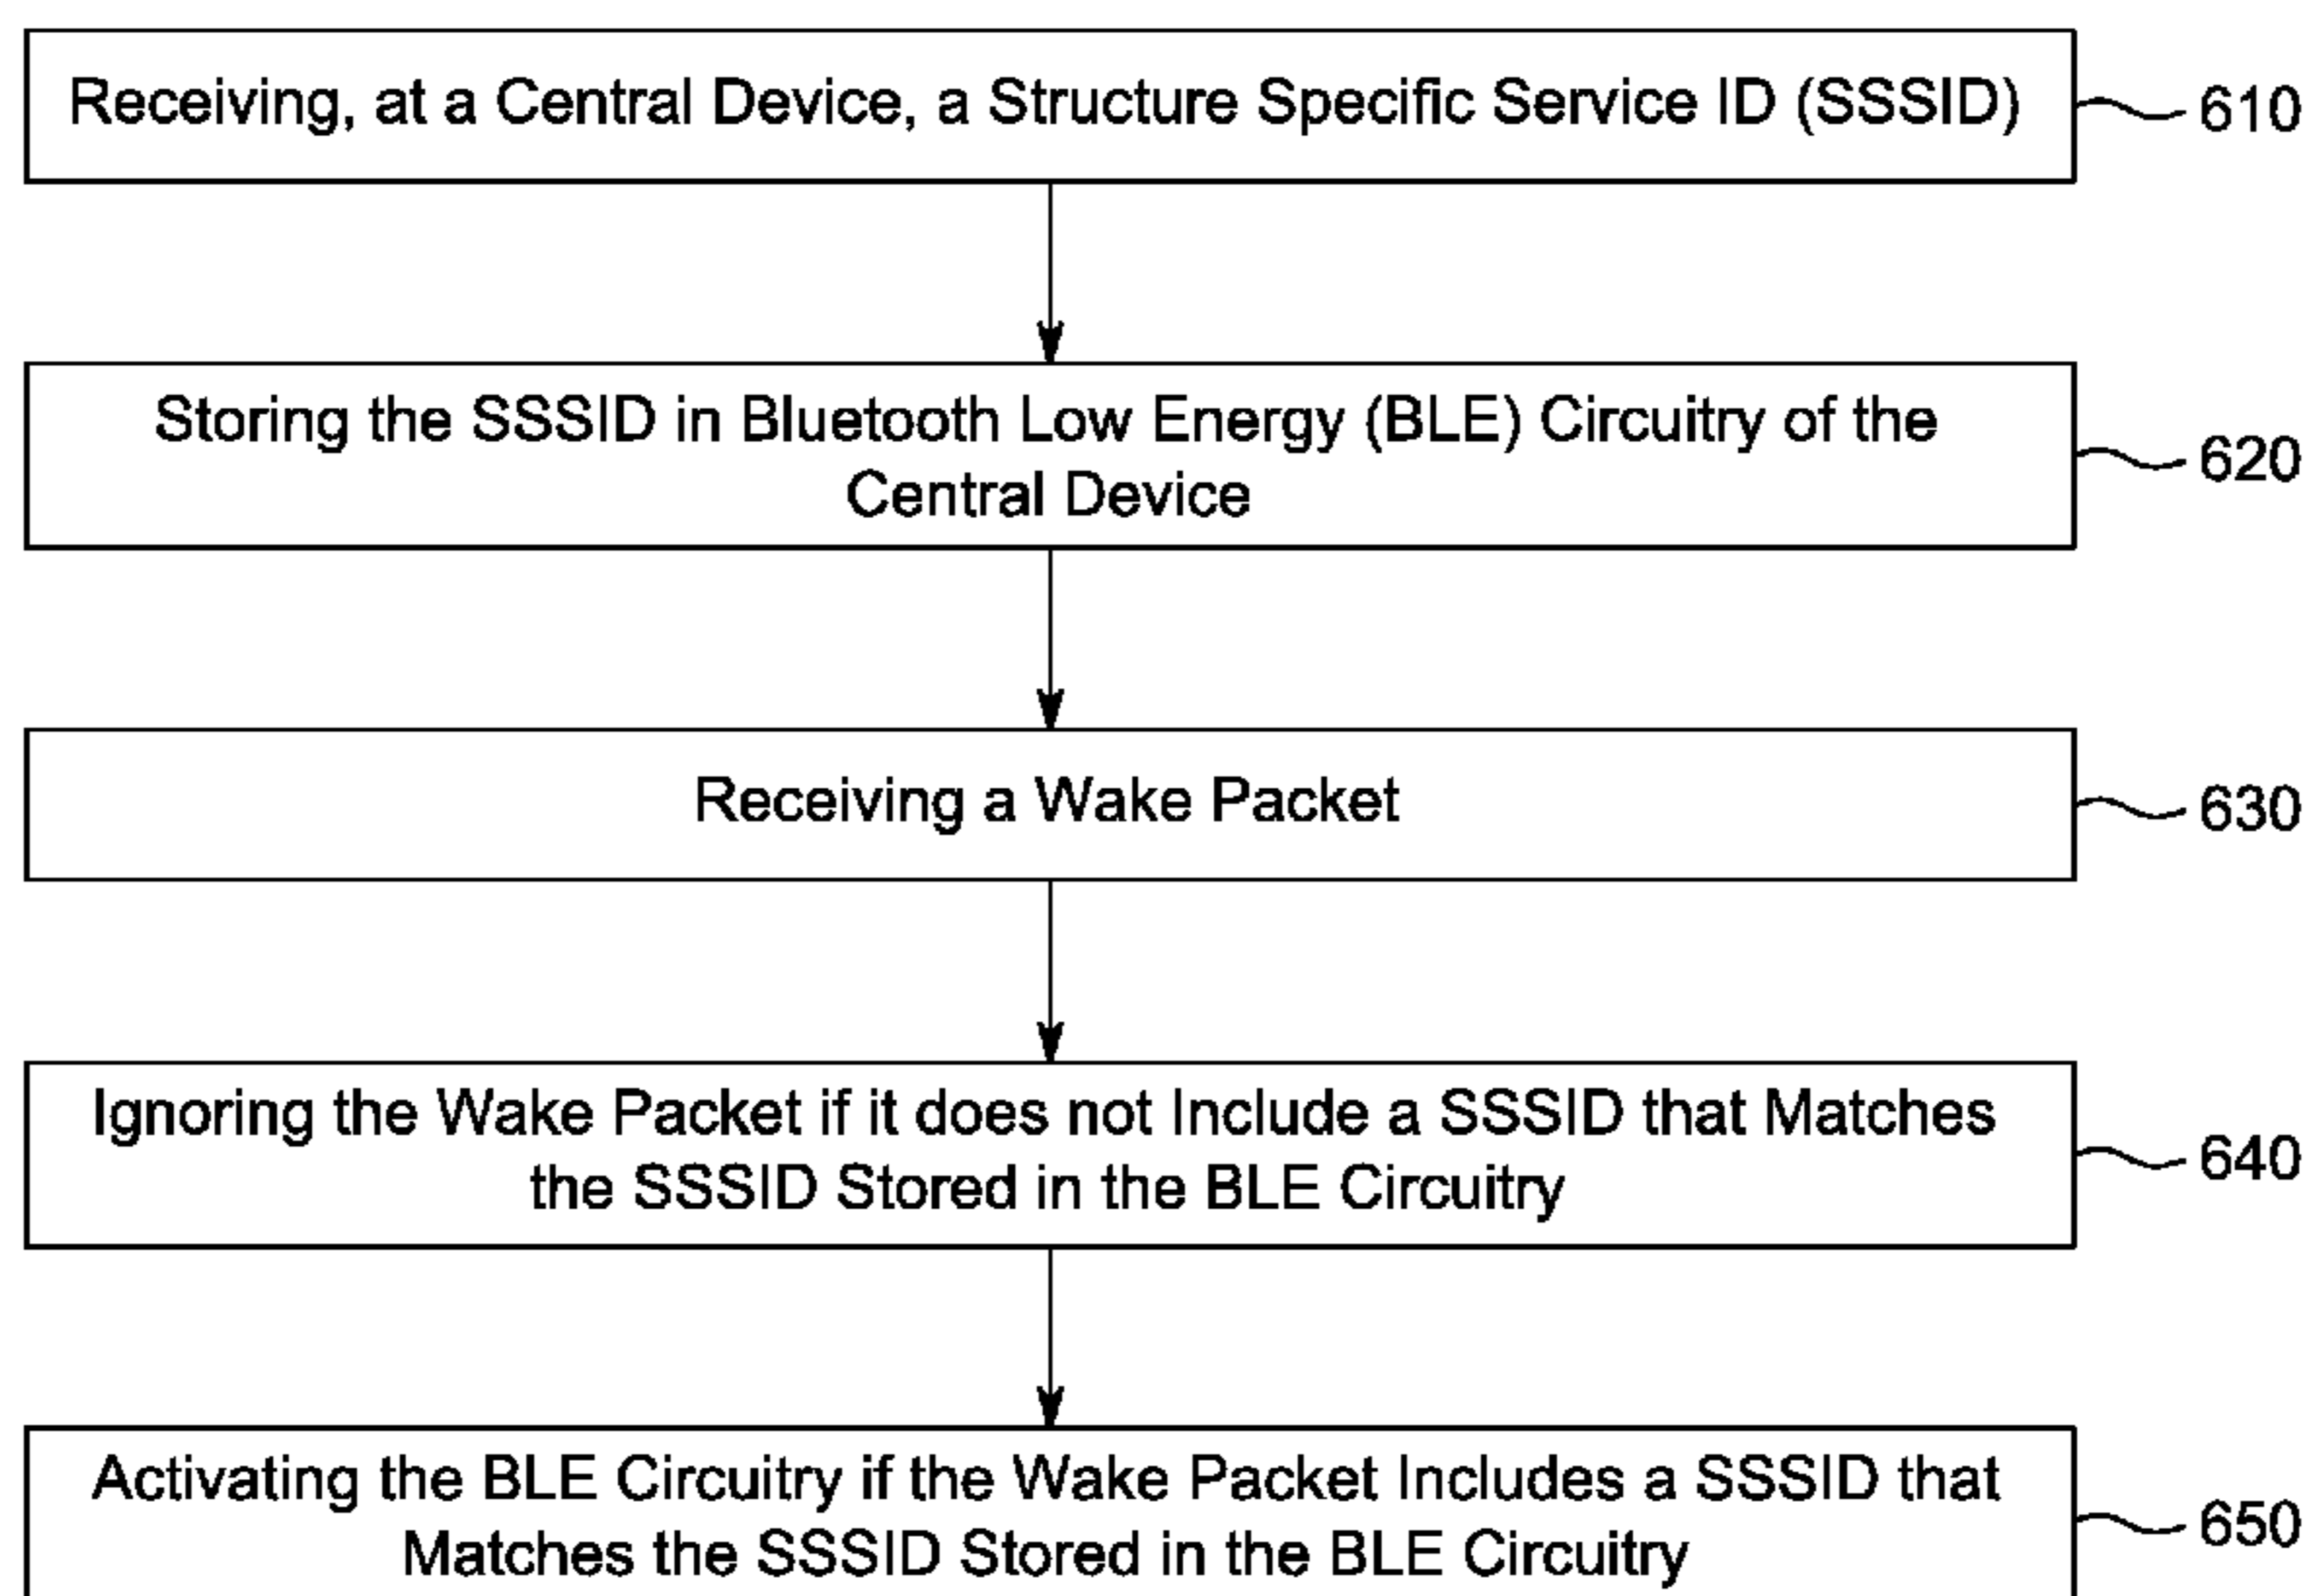 Receiving, at a Central Device, a Structure Specific Service ID (SSSID)
610
Storing the SSSID in Bluetooth Low Energy (BLE) Circuitry of the
Central Device
620
Receiving a Wake Packet
630
Ignoring the Wake Packet if it does not Include a SSSID that Matches
the SSSID Stored in the BLE Circuitry
640
Activating the BLE Circuitry if the Wake Packet Includes a SSSID that
Matches the SSSID Stored in the BLE Circuitry
650